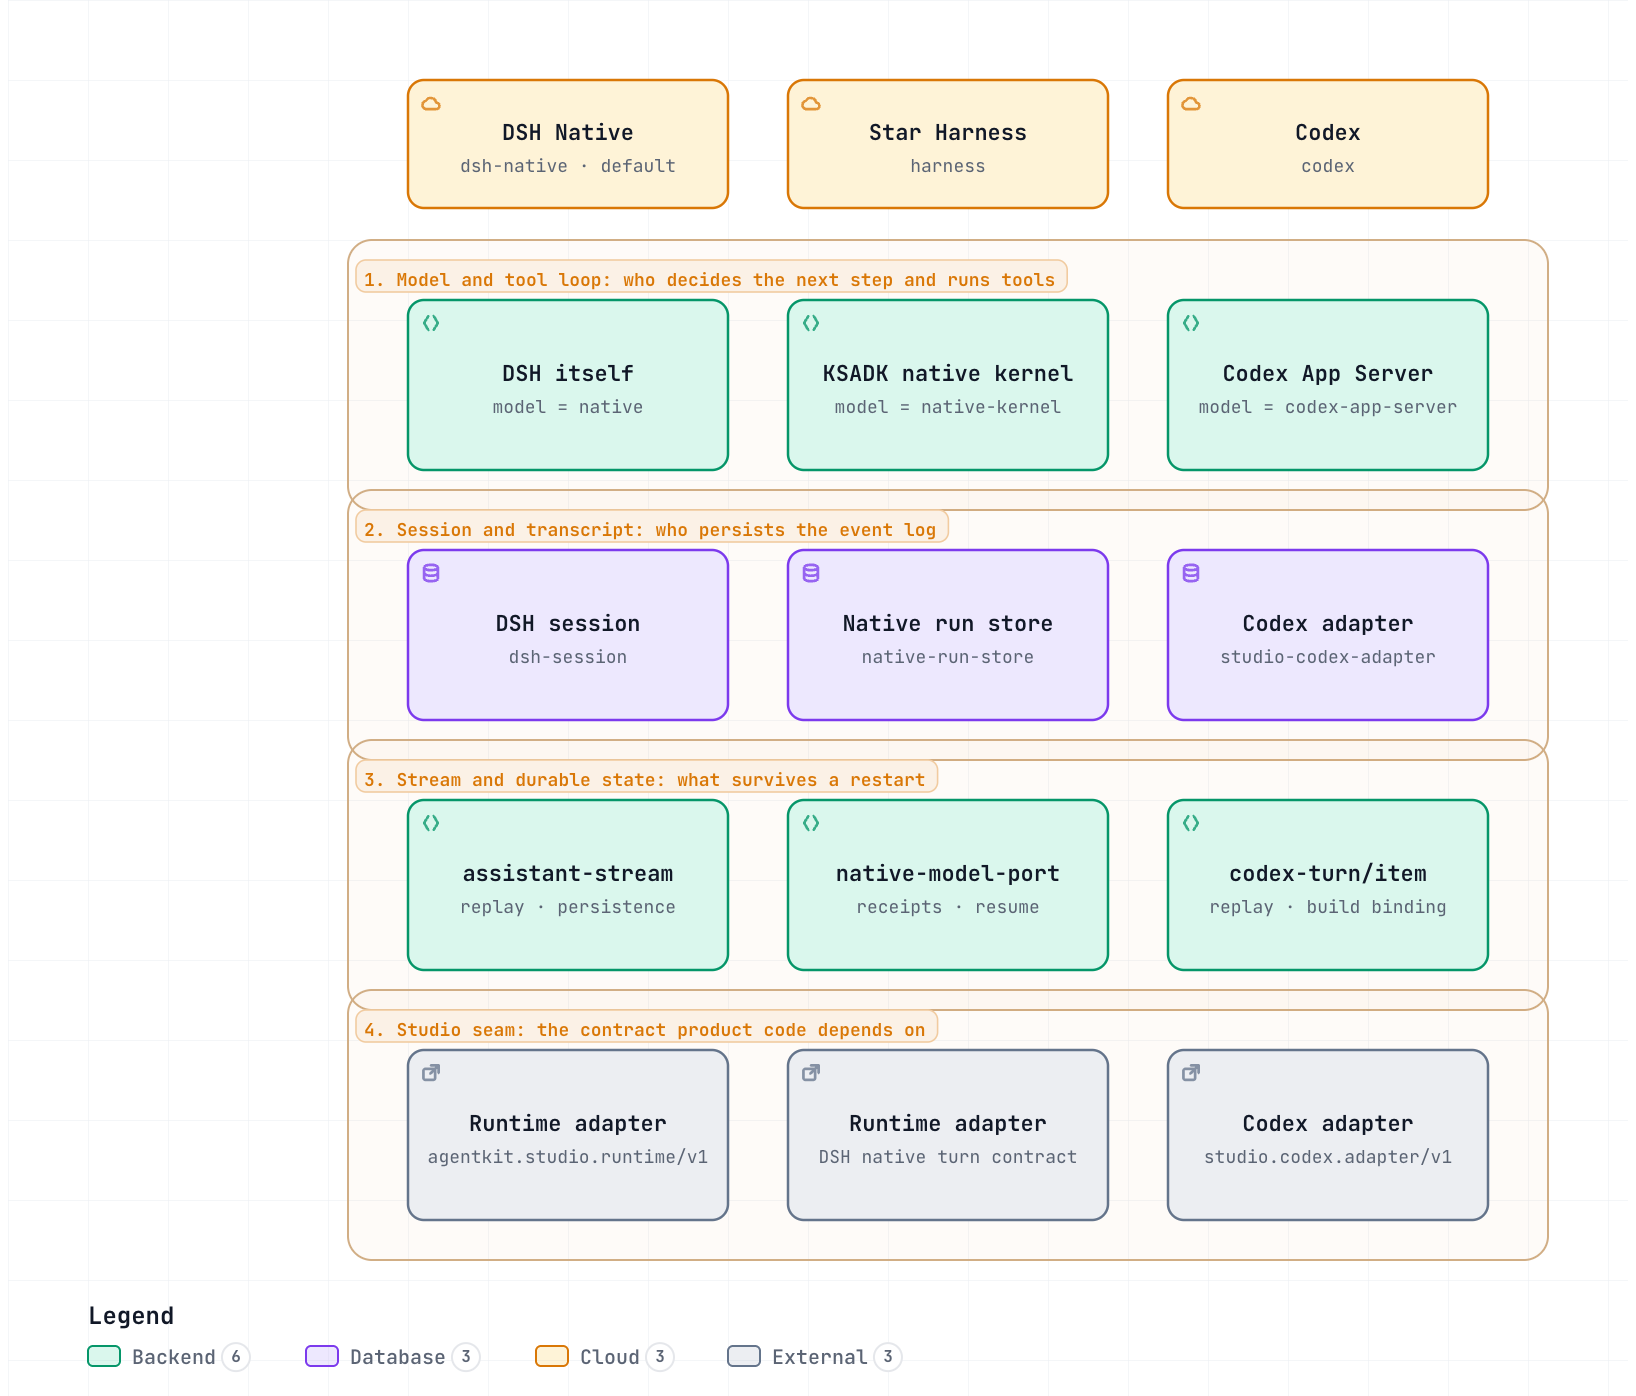 DSH Native
dsh-native · default
Star Harness
harness
Codex
codex
1. Model and tool loop: who decides the next step and runs tools
DSH itself
model = native
KSADK native kernel
model = native-kernel
Codex App Server
model = codex-app-server
2. Session and transcript: who persists the event log
DSH session
dsh-session
Native run store
native-run-store
Codex adapter
studio-codex-adapter
3. Stream and durable state: what survives a restart
assistant-stream
replay · persistence
native-model-port
receipts · resume
codex-turn/item
replay · build binding
4. Studio seam: the contract product code depends on
Runtime adapter
agentkit.studio.runtime/v1
Runtime adapter
DSH native turn contract
Codex adapter
studio.codex.adapter/v1
Legend
Backend 6
Database 3
Cloud 3
External 3